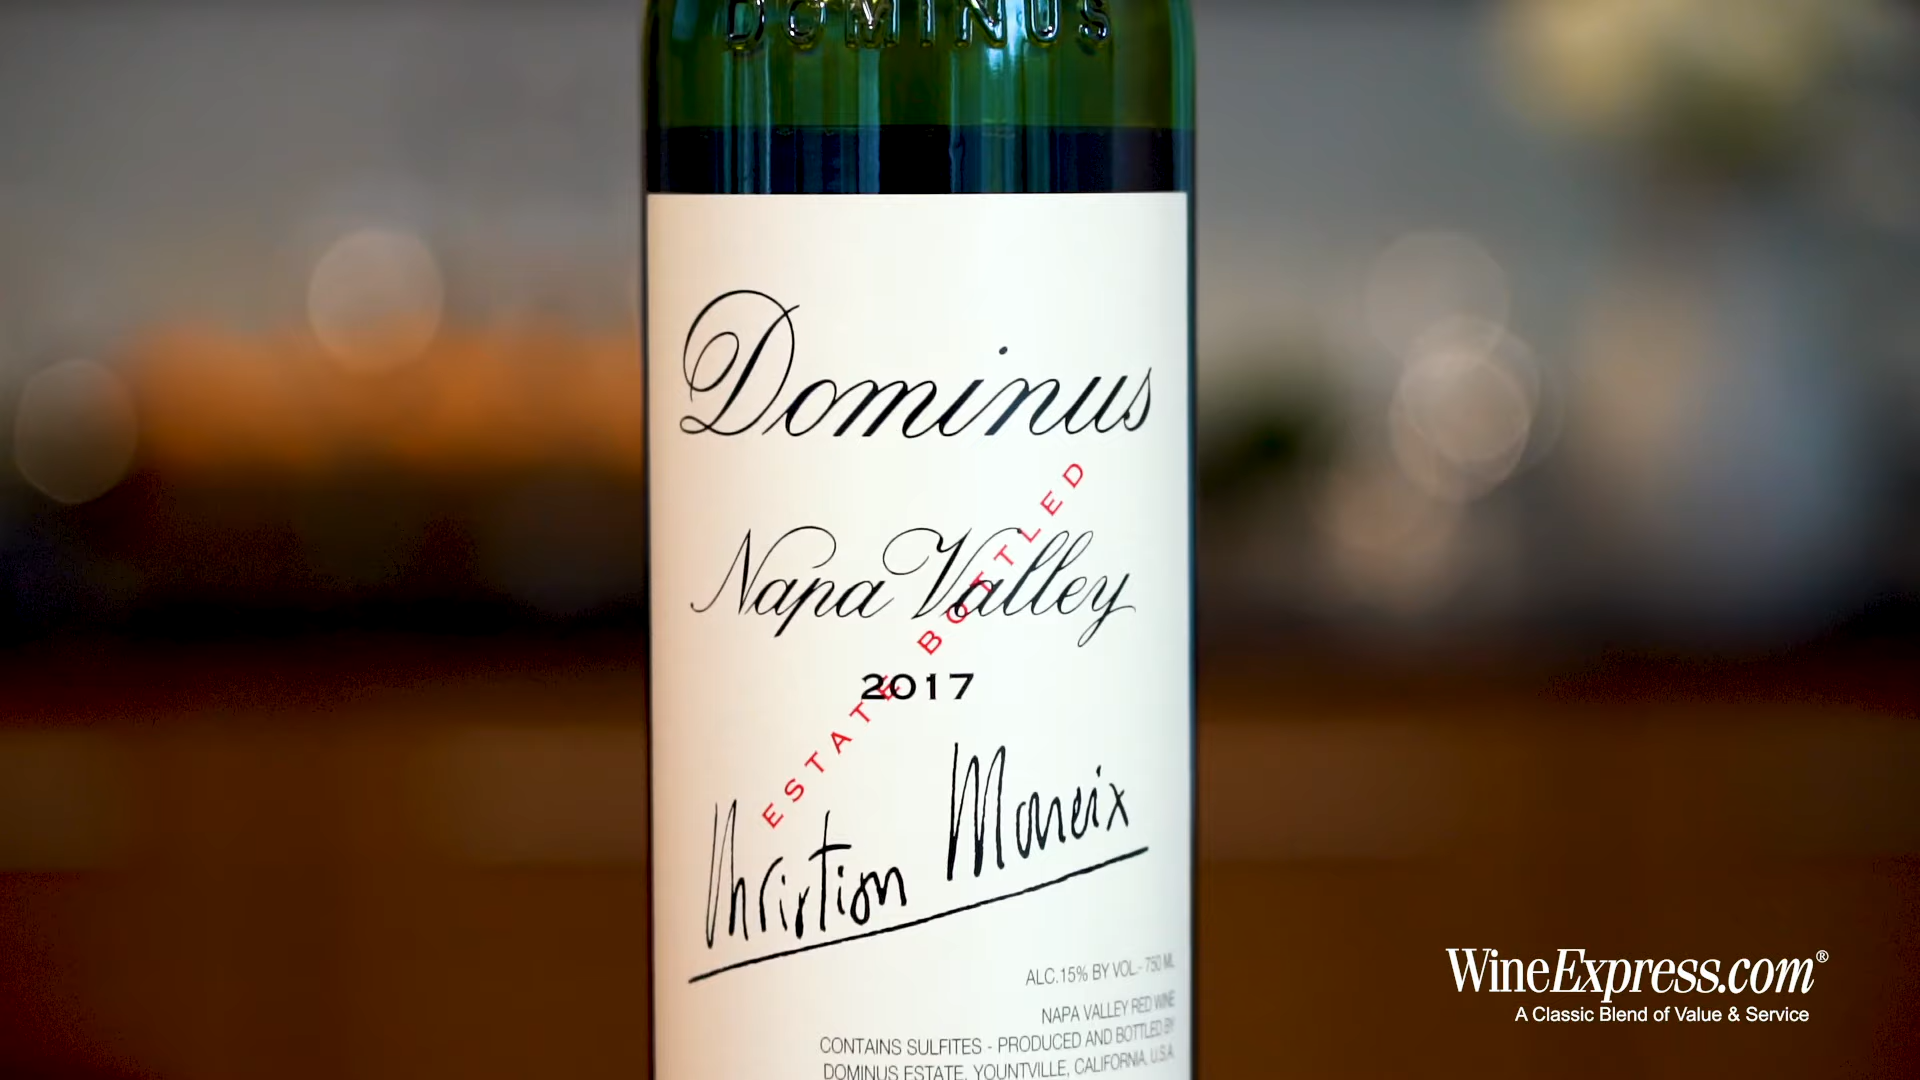 DOMINUS
Dominus
Napa Valley
ESTATE BOTTLED
2017
Christian Moueix
ALC.15% BY VOL.- 750 ML
NAPA VALLEY RED WINE
CONTAINS SULFITES - PRODUCED AND BOTTLED BY
DOMINUS ESTATE, YOUNTVILLE, CALIFORNIA, U.S.A.
WineExpress.com®
A Classic Blend of Value & Service